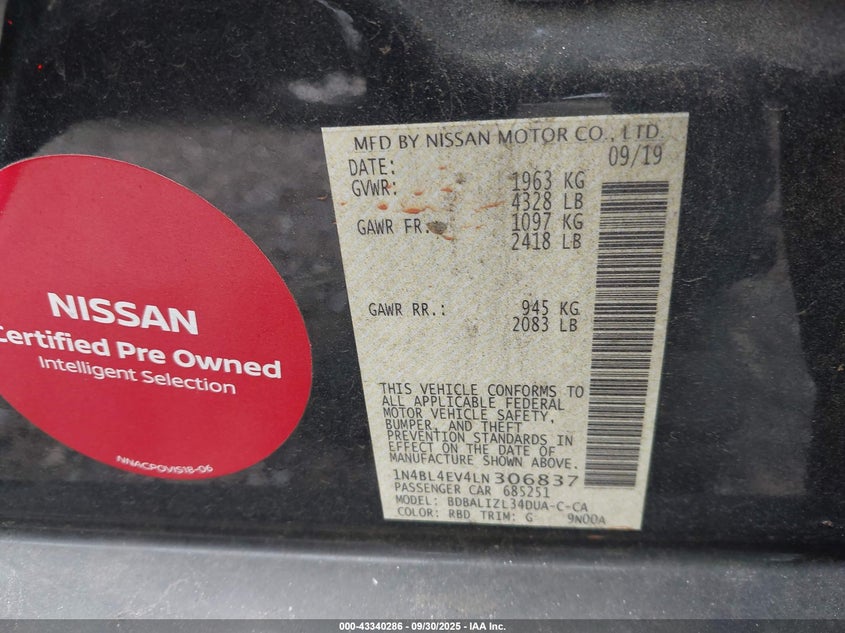 MFD BY NISSAN MOTOR CO., LTD.
DATE: 09/19
GVWR: 1963 KG
4328 LB
GAWR FR.: 1097 KG
2418 LB
GAWR RR.: 945 KG
2083 LB
THIS VEHICLE CONFORMS TO
ALL APPLICABLE FEDERAL
MOTOR VEHICLE SAFETY,
BUMPER, AND THEFT
PREVENTION STANDARDS IN
EFFECT ON THE DATE OF
MANUFACTURE SHOWN ABOVE.
1N4BL4EV4LN306837
PASSENGER CAR 685251
MODEL: BDBALIZL34DUA-C-CA
COLOR: RBD TRIM: G 9N00A
NISSAN
Certified Pre Owned
Intelligent Selection
NNACPOVIS18-06
000-43340286 - 09/30/2025 - IAA Inc.